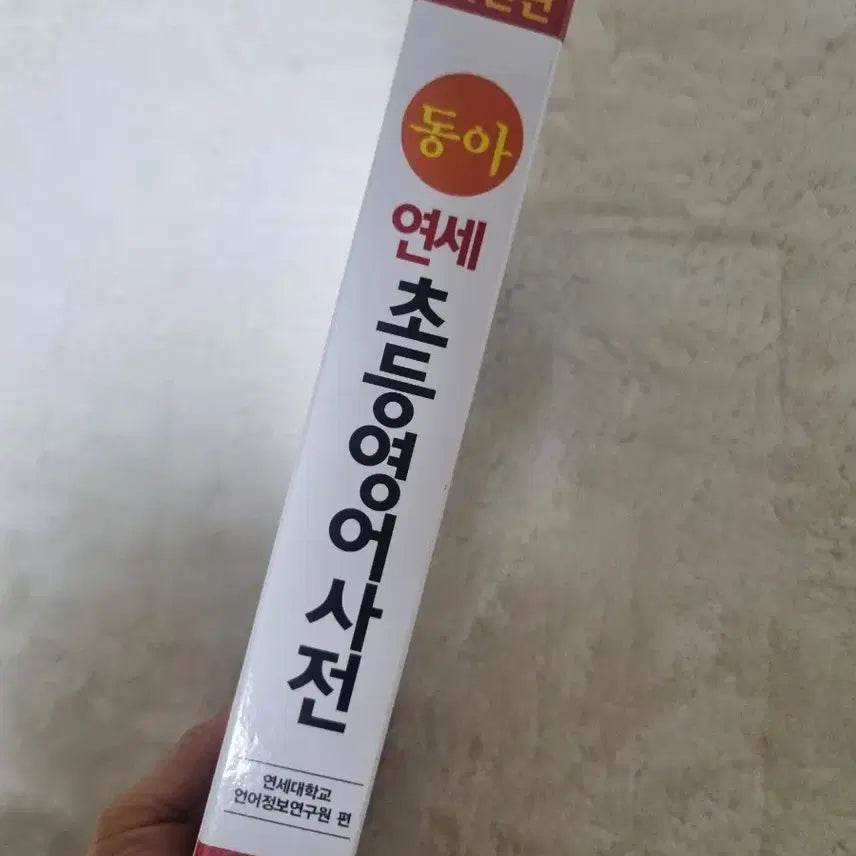 동아
연세
초등영어사전
연세대학교
언어정보연구원 편